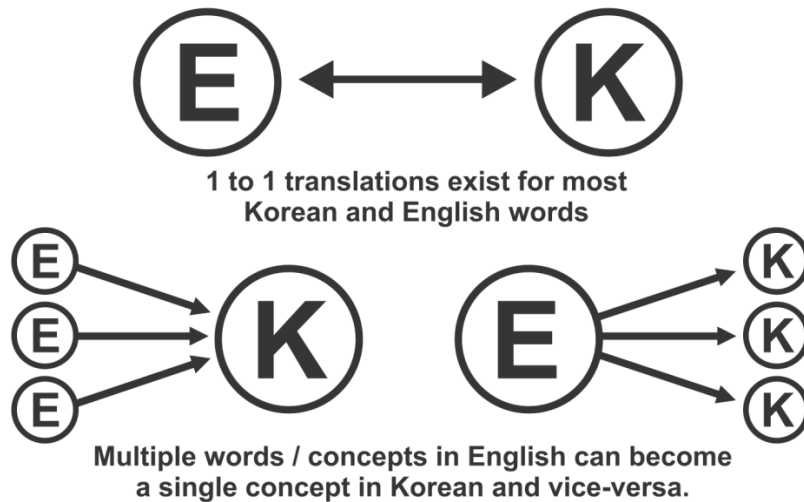 E K
1 to 1 translations exist for most
Korean and English words
E
E
E
K
E
K
K
K
Multiple words / concepts in English can become
a single concept in Korean and vice-versa.